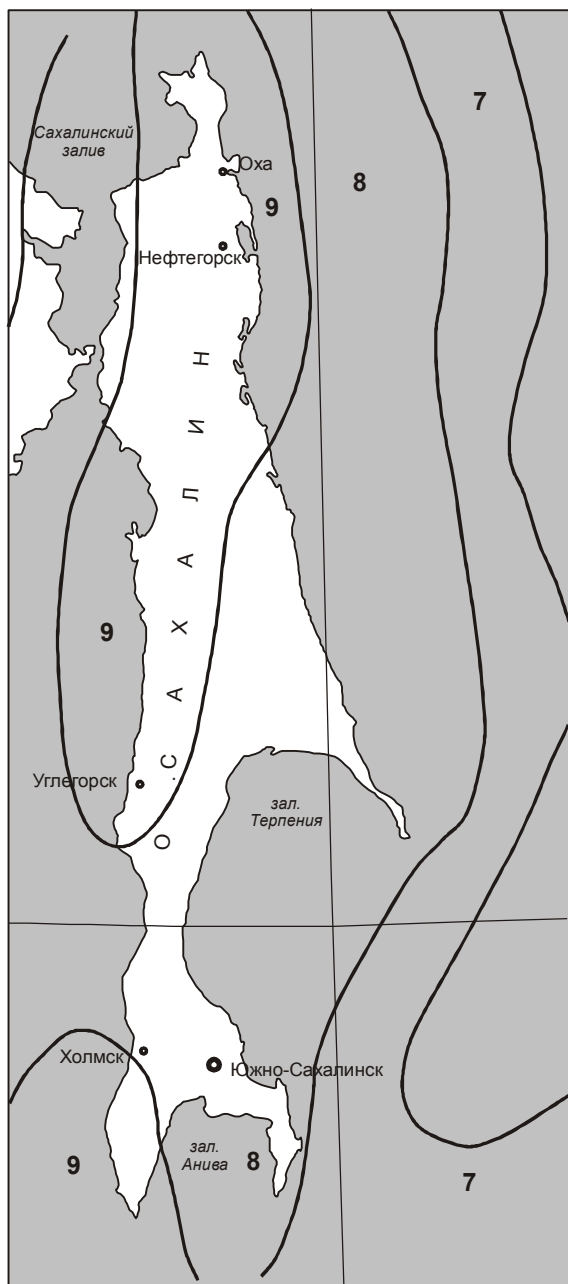 7
Сахалинский
залив
Оха
8
9
Нефтегорск
О. САХАЛИН
9
Углегорск
зал.
Терпения
Холмск
Южно-Сахалинск
зал.
Анива
8
9
7